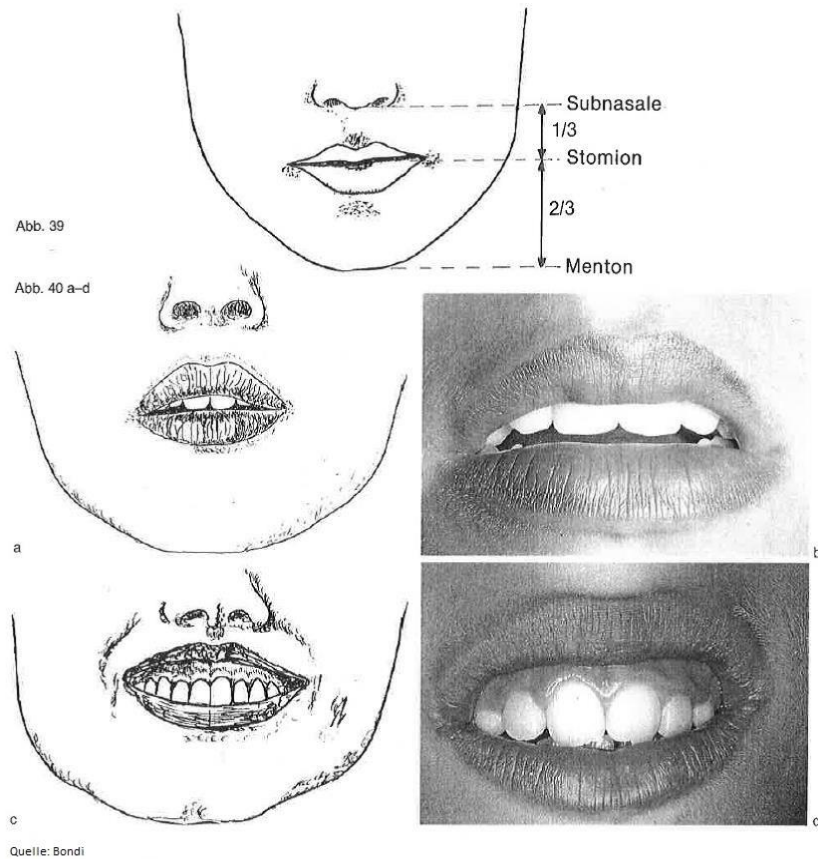 Subnasale
1/3
Stomion
2/3
Abb. 39
Menton
Abb. 40 a–d
a
b
c
d
Quelle: Bondi